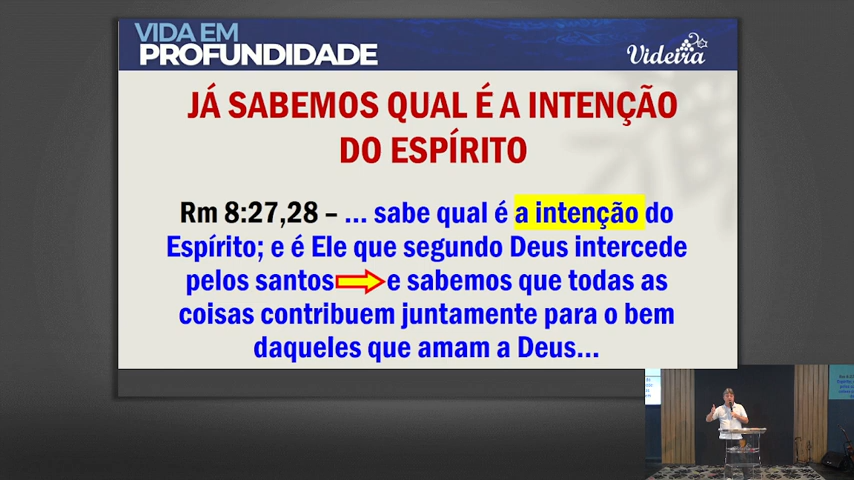 VIDA EM
PROFUNDIDADE
Videira
JÁ SABEMOS QUAL É A INTENÇÃO
DO ESPÍRITO
Rm 8:27,28 – ... sabe qual é a intenção do
Espírito; e é Ele que segundo Deus intercede
pelos santos e sabemos que todas as
coisas contribuem juntamente para o bem
daqueles que amam a Deus...